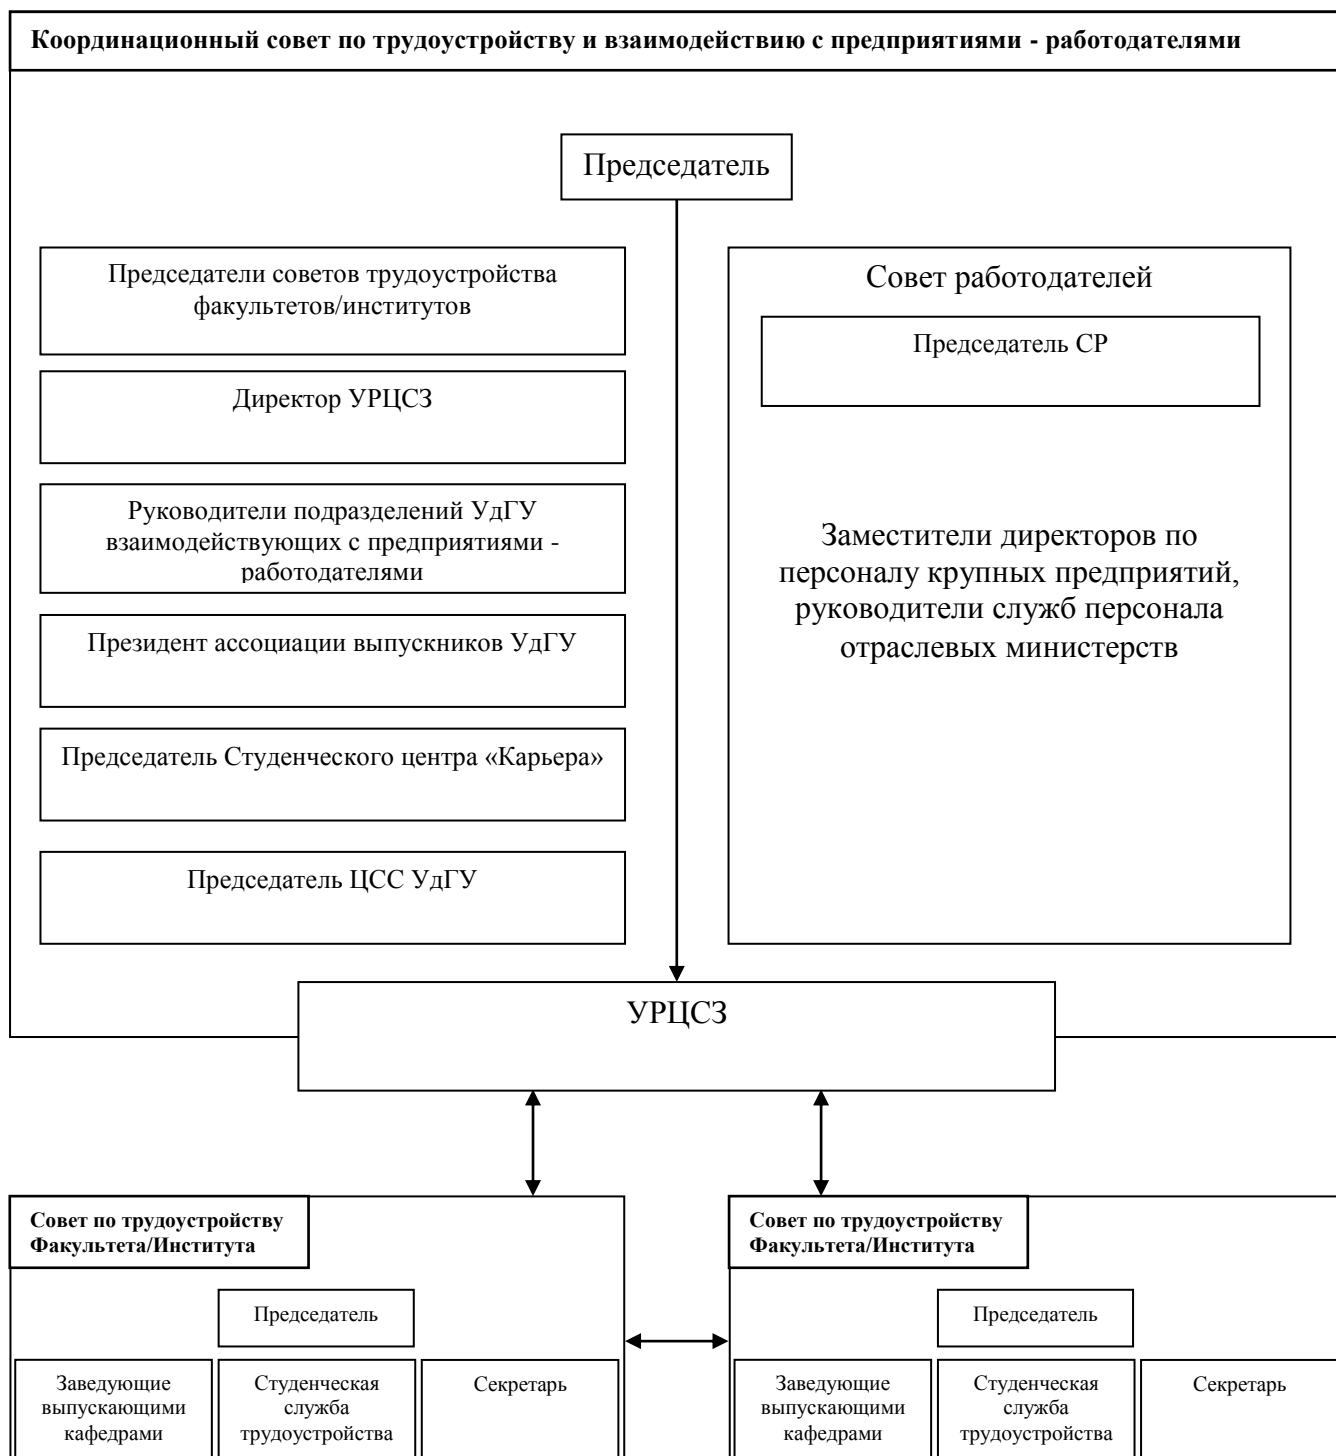 Координационный совет по трудоустройству и взаимодействию с предприятиями - работодателями
Председатель
Председатели советов трудоустройства
факультетов/институтов
Директор УРЦСЗ
Руководители подразделений УдГУ
взаимодействующих с предприятиями -
работодателями
Президент ассоциации выпускников УдГУ
Председатель Студенческого центра «Карьера»
Председатель ЦСС УдГУ
Совет работодателей
Председатель СР
Заместители директоров по
персоналу крупных предприятий,
руководители служб персонала
отраслевых министерств
УРЦСЗ
Совет по трудоустройству
Факультета/Института
Председатель
Заведующие
выпускающими
кафедрами
Студенческая
служба
трудоустройства
Секретарь
Совет по трудоустройству
Факультета/Института
Председатель
Заведующие
выпускающими
кафедрами
Студенческая
служба
трудоустройства
Секретарь